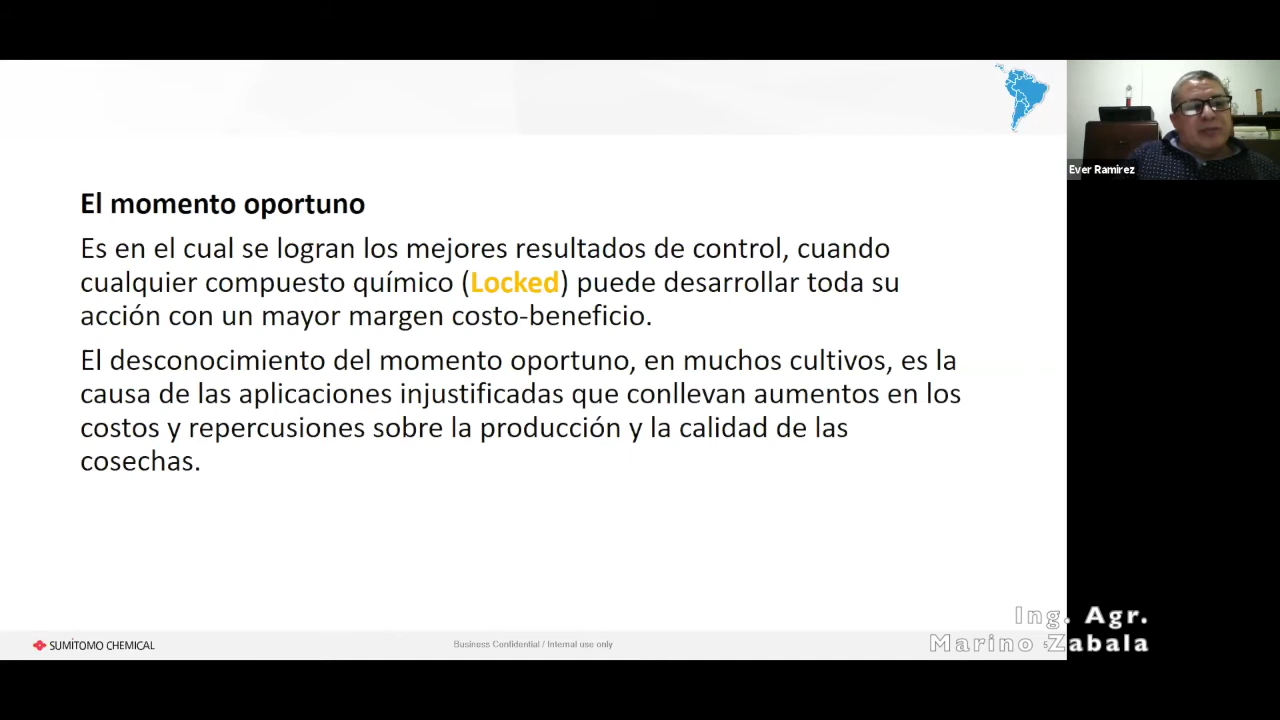 El momento oportuno
Es en el cual se logran los mejores resultados de control, cuando
cualquier compuesto químico (Locked) puede desarrollar toda su
acción con un mayor margen costo-beneficio.
El desconocimiento del momento oportuno, en muchos cultivos, es la
causa de las aplicaciones injustificadas que conllevan aumentos en los
costos y repercusiones sobre la producción y la calidad de las
cosechas.
Ever Ramirez
SUMITOMO CHEMICAL
Business Confidential / Internal use only
Ing. Agr.
Marino Zabala